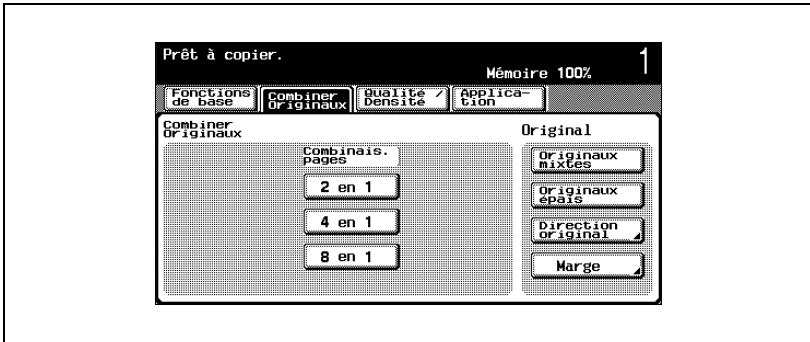 Prêt à copier.
1
Mémoire 100%
Fonctions
de base
Combiner
Originaux
Qualité /
Densité
Applica-
tion
Combiner
Originaux
Original
Combinais.
pages
2 en 1
4 en 1
8 en 1
Originaux
mixtes
Originaux
épais
Direction
original
Marge